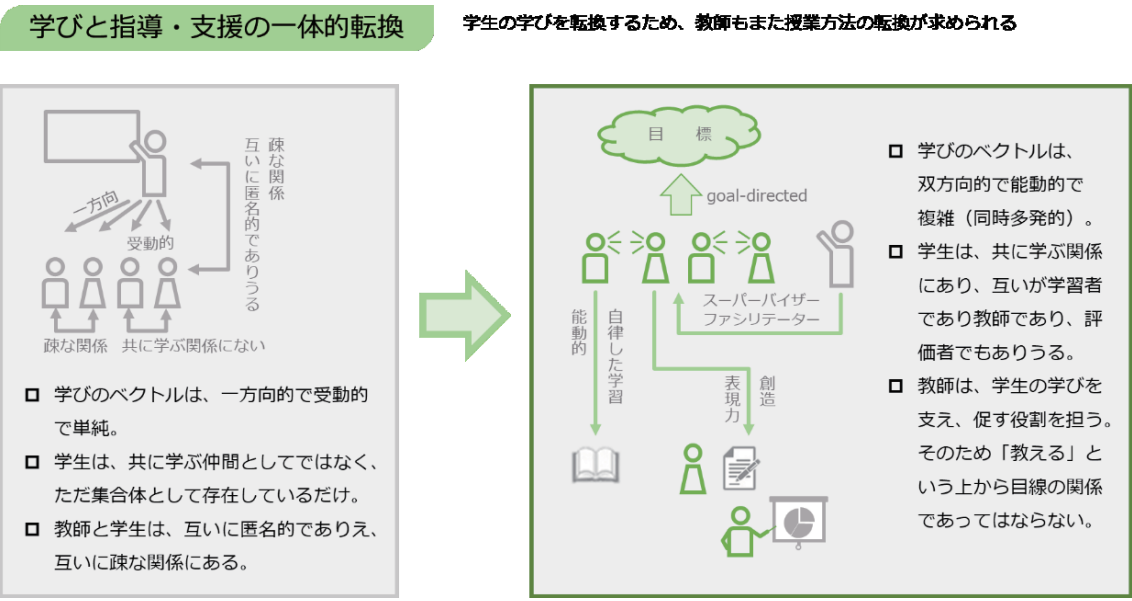 学びと指導・支援の一体的転換
学生の学びを転換するため、教師もまた授業方法の転換が求められる
疎な関係
互いに匿名的でありうる
一方向
受動的
疎な関係 共に学ぶ関係にない
学びのベクトルは、一方向的で受動的
で単純。
学生は、共に学ぶ仲間としてではなく、
ただ集合体として存在しているだけ。
教師と学生は、互いに匿名的でありえ、
互いに疎な関係にある。
目 標
goal-directed
スーパーバイザー
ファシリテーター
能動的
自律した学習
創造
表現力
学びのベクトルは、
双方向的で能動的で
複雑（同時多発的）。
学生は、共に学ぶ関係
にあり、互いが学習者
であり教師であり、評
価者でもありうる。
教師は、学生の学びを
支え、促す役割を担う。
そのため「教える」と
いう上から目線の関係
であってはならない。